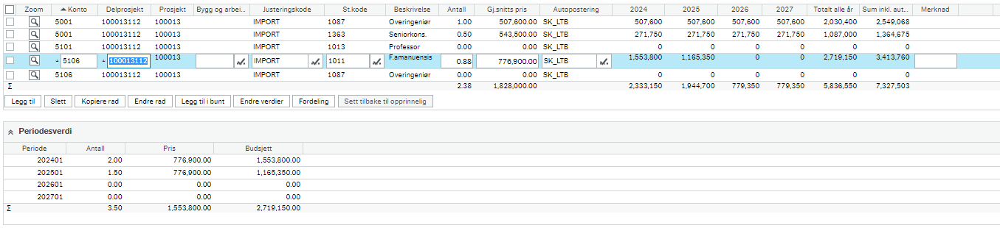 Zoom Konto Delprosjekt Prosjekt Bygg og arbei... Justeringskode St.kode Beskrivelse Antall Gj.snitts pris Autopostering 2024 2025 2026 2027 Totalt alle år Sum inkl. aut... Merknad
5001 100013112 100013 IMPORT 1087 Overingeniør 1.00 507,600.00 SK_LTB 507,600 507,600 507,600 507,600 2,030,400 2,549,068
5001 100013112 100013 IMPORT 1363 Seniorkons. 0.50 543,500.00 SK_LTB 271,750 271,750 271,750 271,750 1,087,000 1,364,675
5101 100013112 100013 IMPORT 1013 Professor 0.00 0.00 SK_LTB 0 0 0 0 0 0
5106 100013112 100013 IMPORT 1011 F.amanuensis 0.88 776,900.00 SK_LTB 1,553,800 1,165,350 0 0 2,719,150 3,413,760
5106 100013112 100013 IMPORT 1087 Overingeniør 0.00 0.00 SK_LTB 0 0 0 0 0 0
Σ 2.38 1,828,000.00 2,333,150 1,944,700 779,350 779,350 5,836,550 7,327,503
Legg til Slett Kopiere rad Endre rad Legg til i bunt Endre verdier Fordeling Sett tilbake til opprinnelig
Periodesverdi
Periode Antall Pris Budsjett
202401 2.00 776,900.00 1,553,800.00
202501 1.50 776,900.00 1,165,350.00
202601 0.00 0.00 0.00
202701 0.00 0.00 0.00
Σ 3.50 1,553,800.00 2,719,150.00